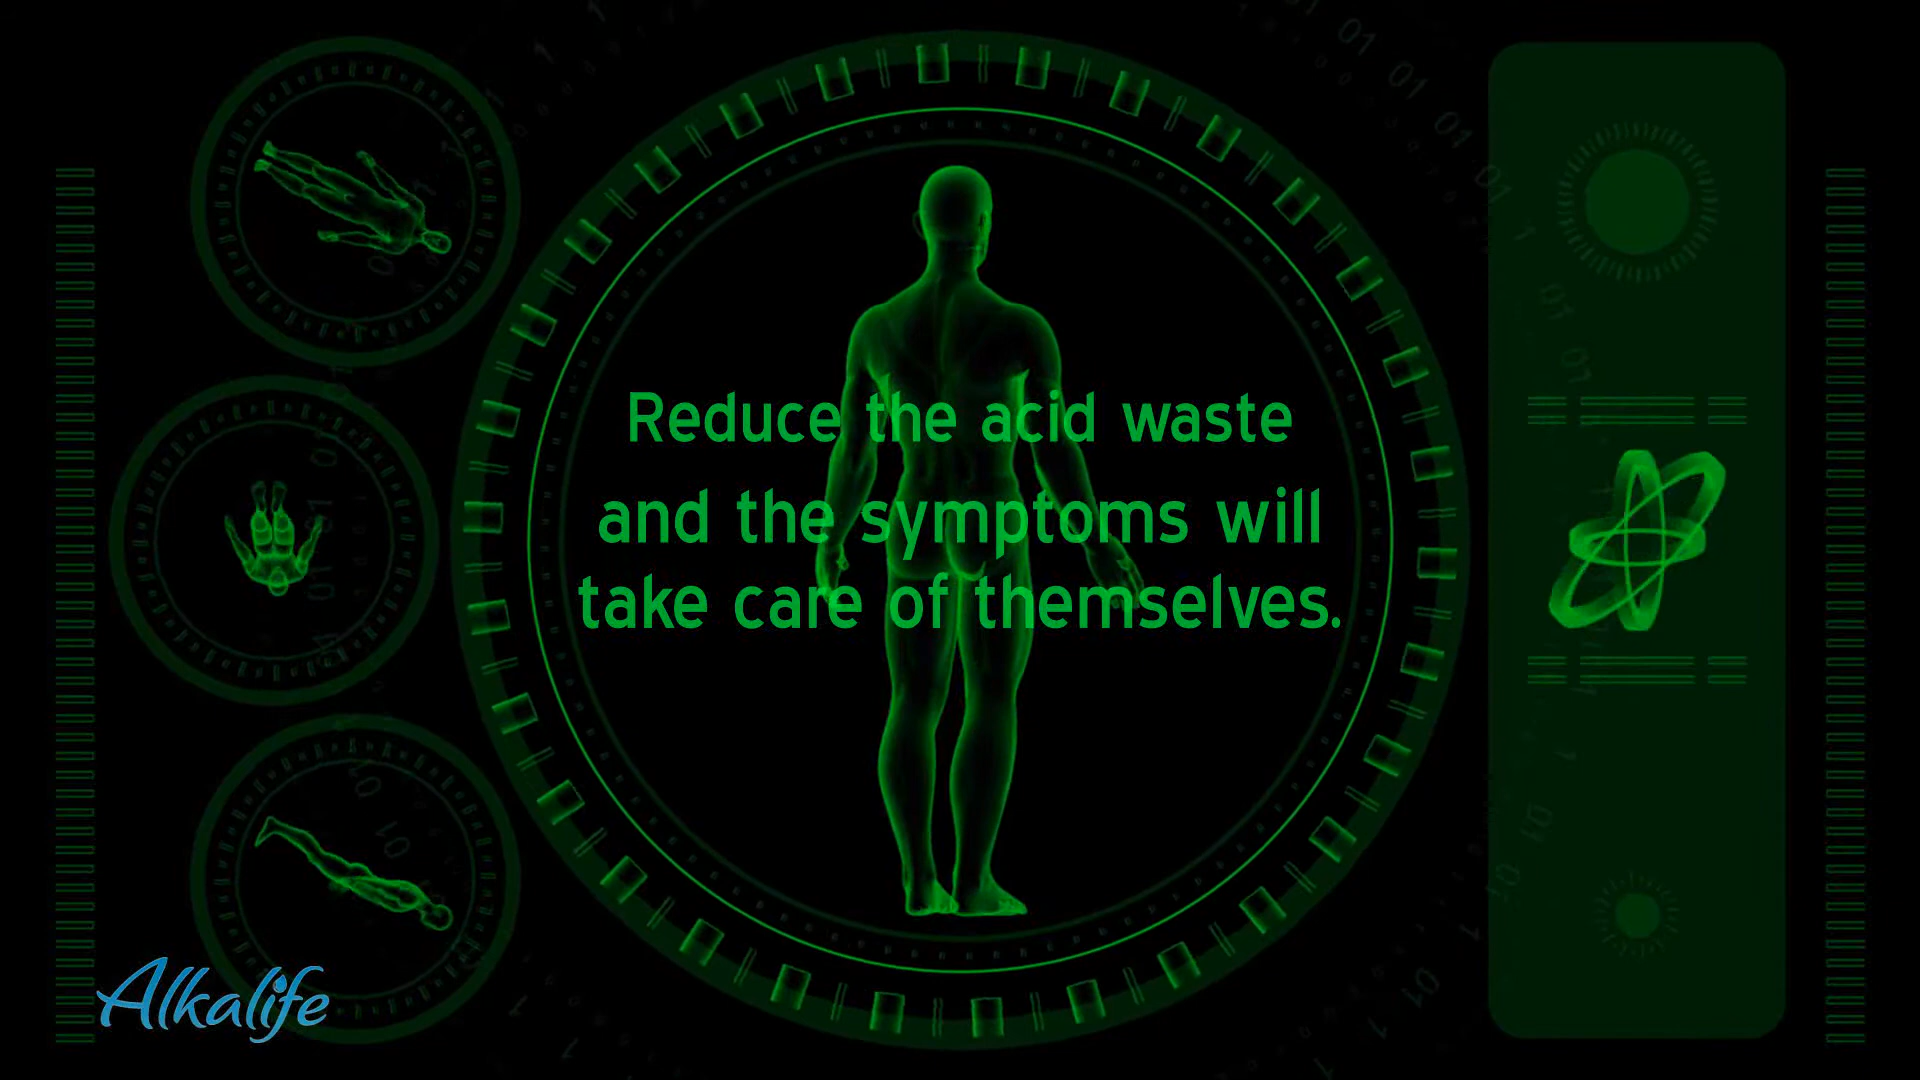 Reduce the acid waste
and the symptoms will
take care of themselves.
Alkalife